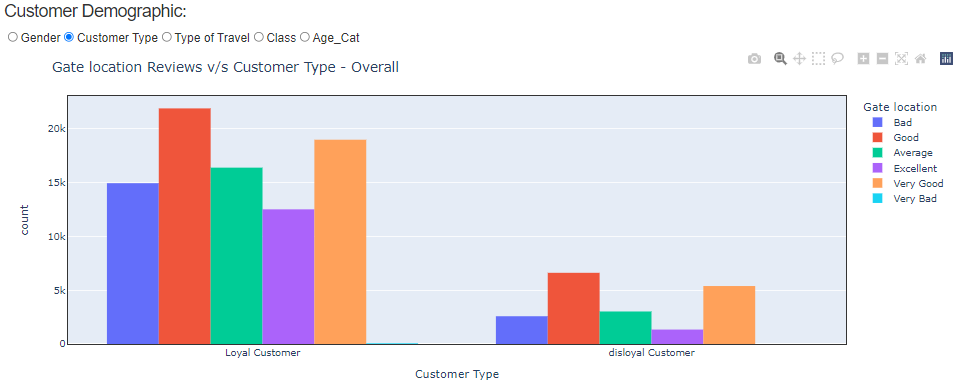 Customer Demographic:
Gender Customer Type Type of Travel Class Age_Cat
Gate location Reviews v/s Customer Type - Overall
Gate location
Bad
Good
Average
Excellent
Very Good
Very Bad
20k
15k
10k
5k
0
count
Loyal Customer disloyal Customer
Customer Type